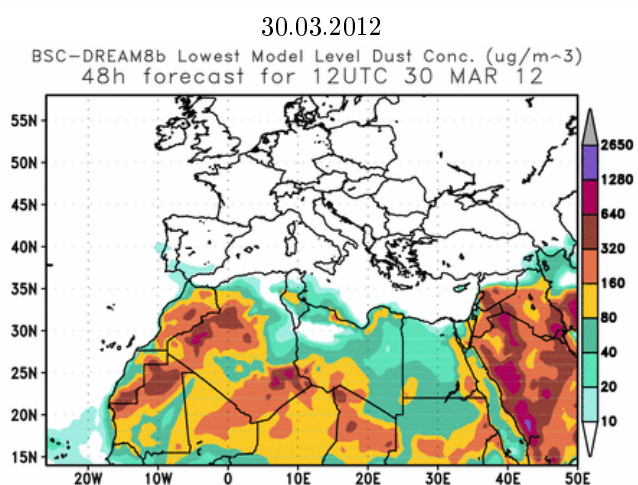 30.03.2012
BSC-DREAM8b Lowest Model Level Dust Conc. (ug/m^3)
48h forecast for 12UTC 30 MAR 12
55N
50N
45N
40N
35N
30N
25N
20N
15N
20W 10W 0 10E 20E 30E 40E 50E
2650
1280
640
320
160
80
40
20
10